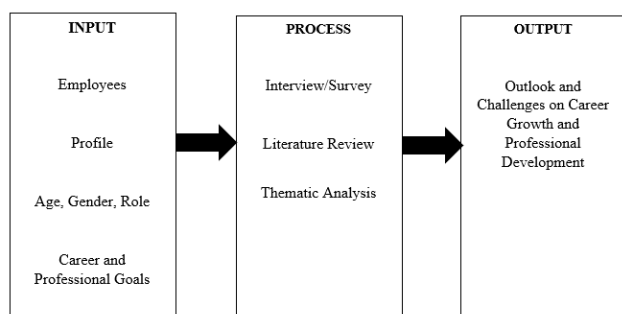 INPUT
Employees
Profile
Age, Gender, Role
Career and
Professional Goals
PROCESS
Interview/Survey
Literature Review
Thematic Analysis
OUTPUT
Outlook and
Challenges on Career
Growth and
Professional
Development